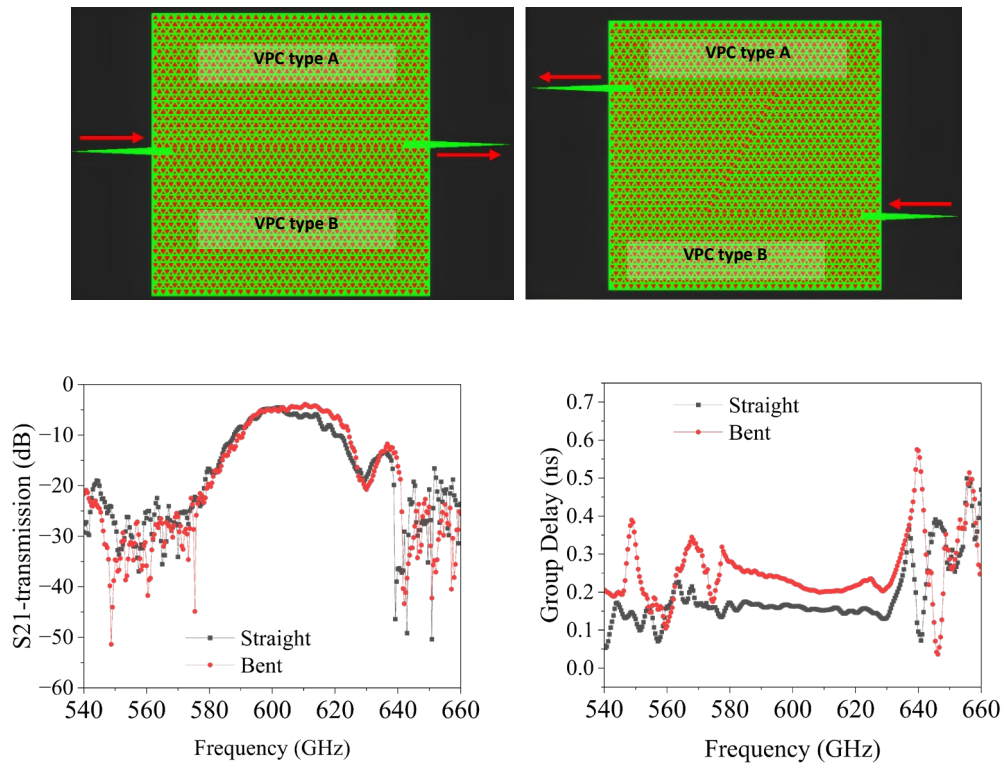 VPC type A
VPC type B
VPC type A
VPC type B
S21-transmission (dB)
0
−10
−20
−30
−40
−50
−60
Straight
Bent
540 560 580 600 620 640 660
Frequency (GHz)
Group Delay (ns)
0.7
0.6
0.5
0.4
0.3
0.2
0.1
0.0
Straight
Bent
540 560 580 600 620 640 660
Frequency (GHz)